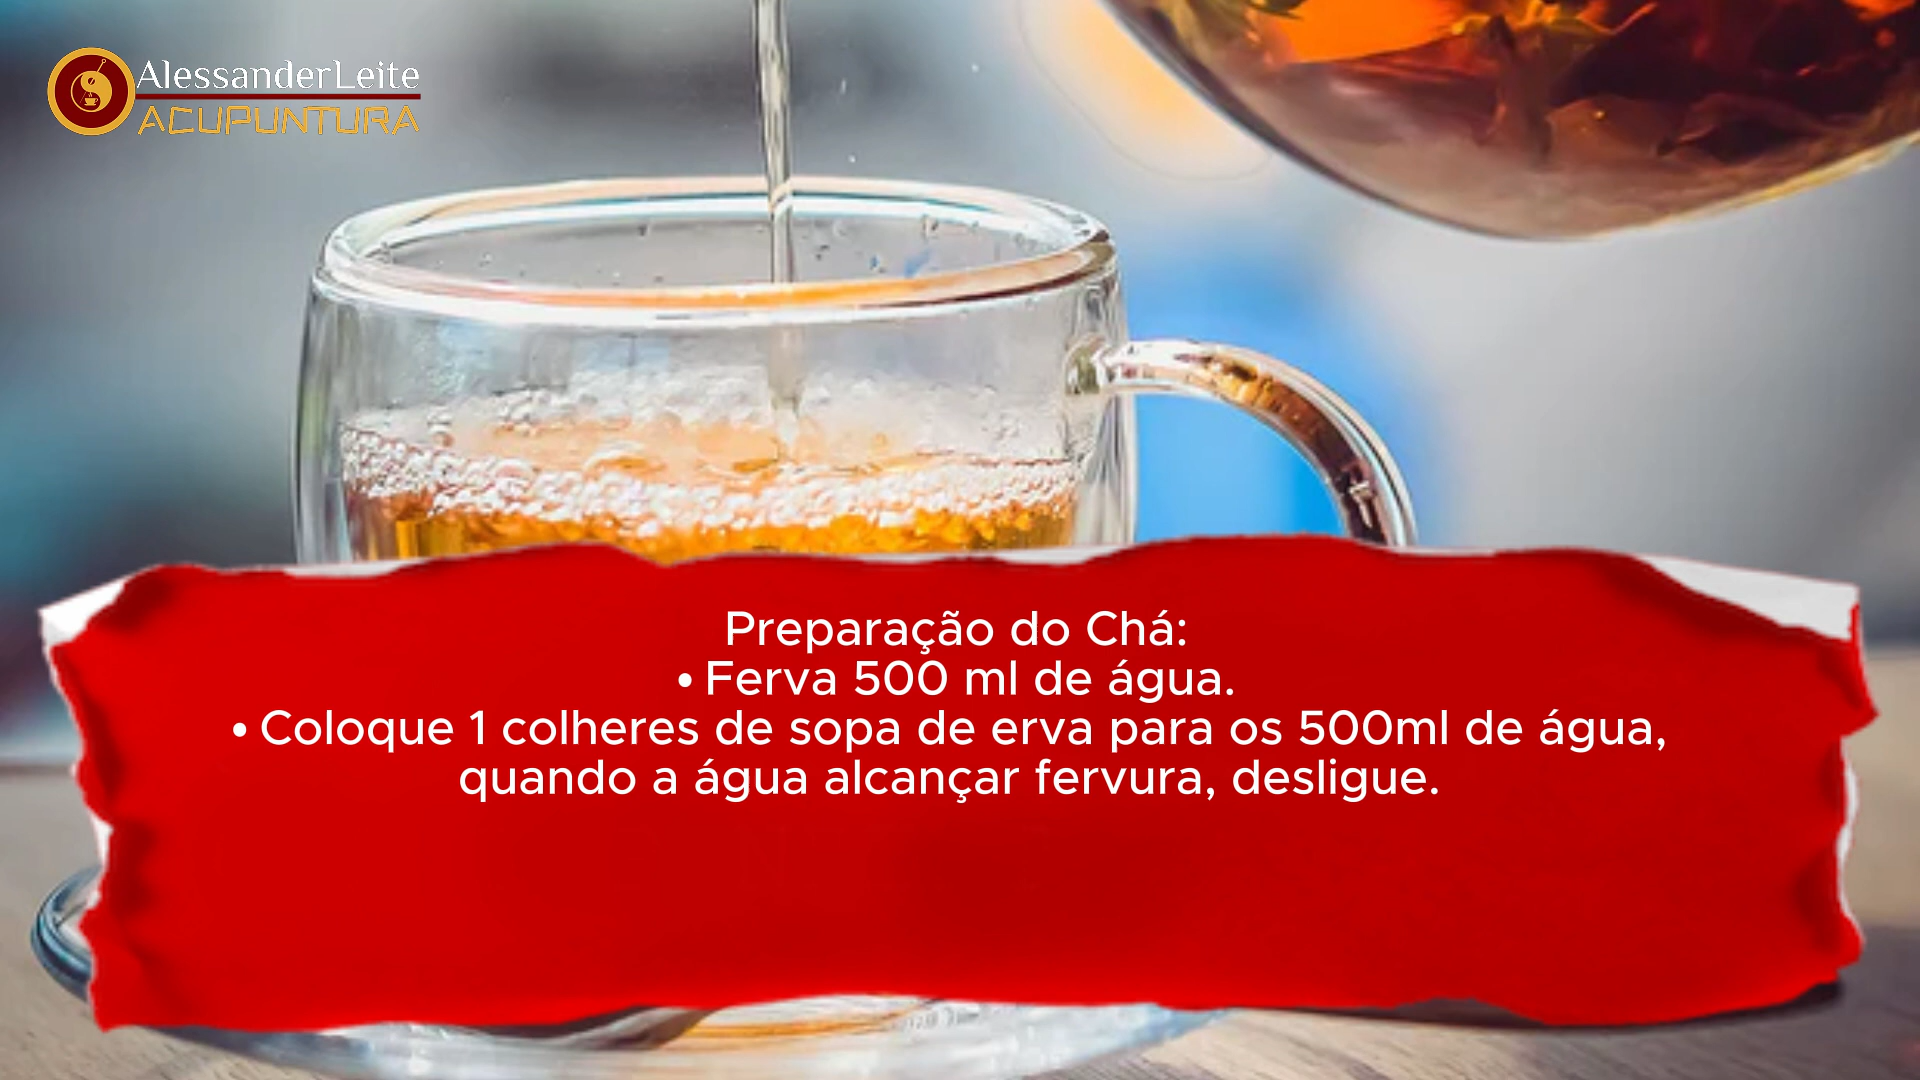 AlessanderLeite
ACUPUNTURA
Preparação do Chá:
• Ferva 500 ml de água.
• Coloque 1 colheres de sopa de erva para os 500ml de água,
quando a água alcançar fervura, desligue.